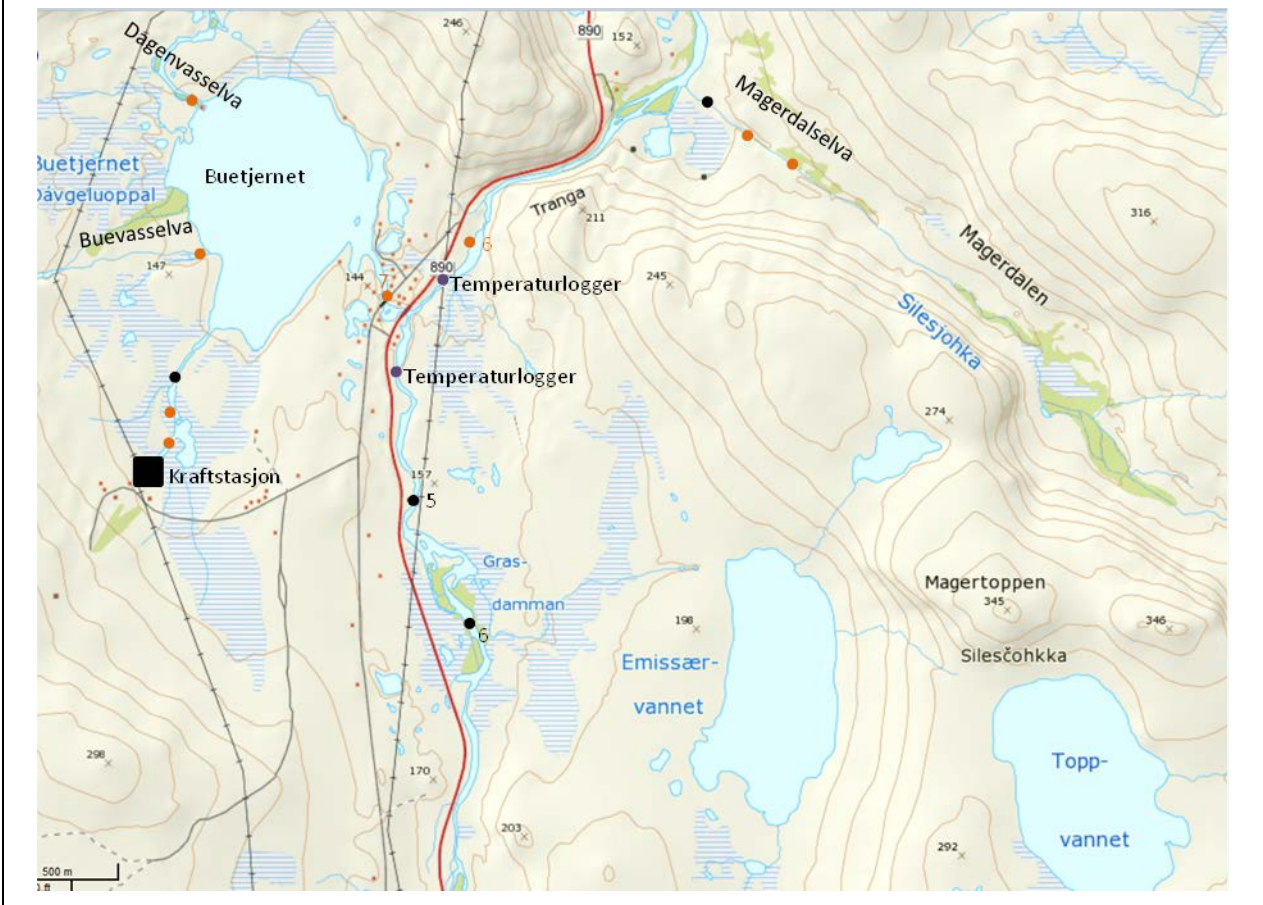 246
890
152
Dagenvasselva
Magerdalselva
Buetjernet
Dávgeluoppal
Buetjernet
Tranga
211
316
Buevasselva
6
147
144
890
Temperaturlogger
7
245
Magerdalen
Silesjohka
Temperaturlogger
274
Kraftstasjon
157
5
Gras-
damman
Magertoppen
345
198
6
346
Emissær-
vannet
Silesčohkka
298
170
Topp-
vannet
203
292
500 m
ft